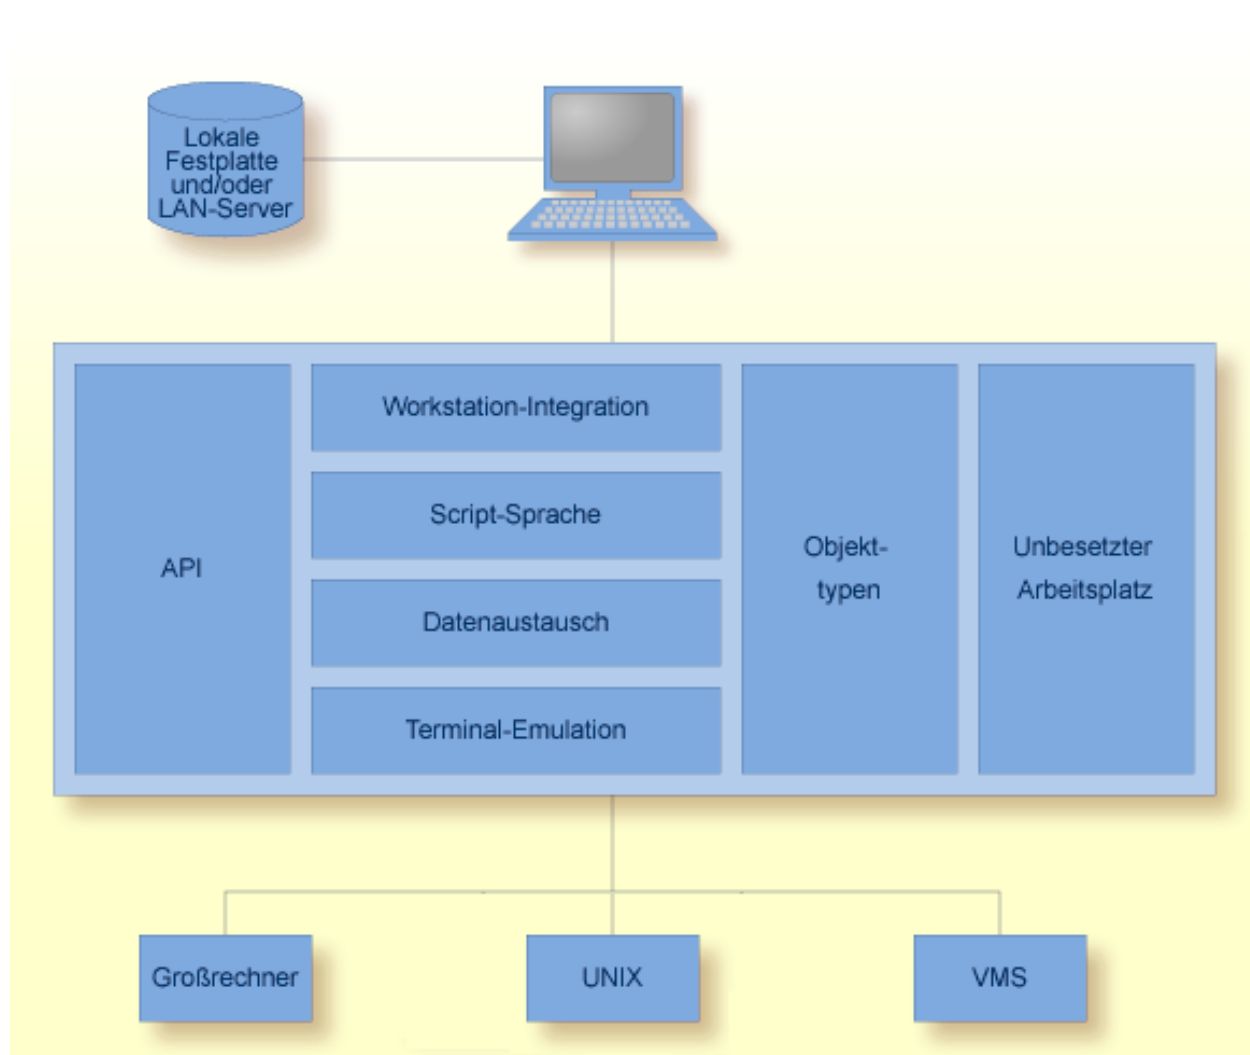 Lokale
Festplatte
und/oder
LAN-Server
API
Workstation-Integration
Script-Sprache
Datenaustausch
Terminal-Emulation
Objekt-
typen
Unbesetzter
Arbeitsplatz
Großrechner
UNIX
VMS